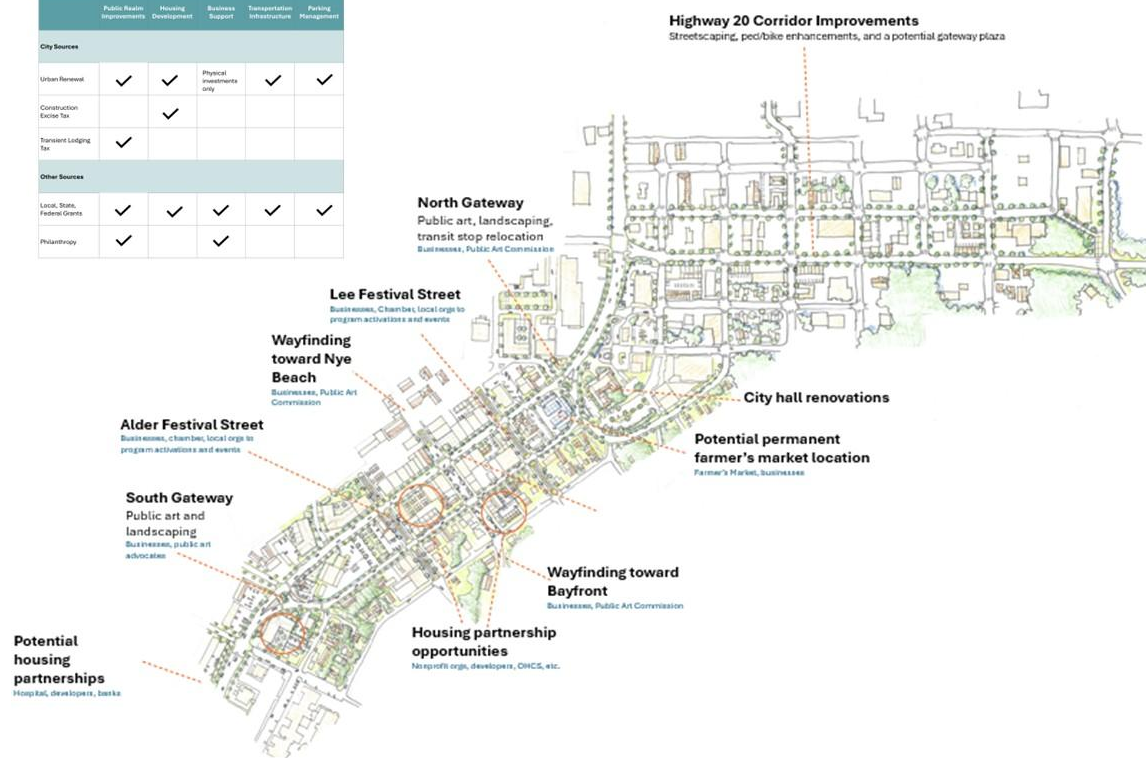 Public Realm Improvements
Housing Development
Business Support
Transportation Infrastructure
Parking Management
City Sources
Urban Renewal
Physical
investments
only
Construction
Excise Tax
Transient Lodging
Tax
Other Sources
Local, State,
Federal Grants
Philanthropy
Highway 20 Corridor Improvements
Streetscaping, ped/bike enhancements, and a potential gateway plaza
North Gateway
Public art, landscaping,
transit stop relocation
Businesses, Public Art Commission
Lee Festival Street
Businesses, Chamber, local orgs to
program activations and events
Wayfinding
toward Nye
Beach
Businesses, Public Art
Commission
Alder Festival Street
Businesses, chamber, local orgs to
program activations and events
South Gateway
Public art and
landscaping
Businesses, public art
advocates
Potential
housing
partnerships
Hospital, developers, banks
City hall renovations
Potential permanent
farmer's market location
Farmer's Market, businesses
Wayfinding toward
Bayfront
Businesses, Public Art Commission
Housing partnership
opportunities
Nonprofit orgs, developers, OHCS, etc.